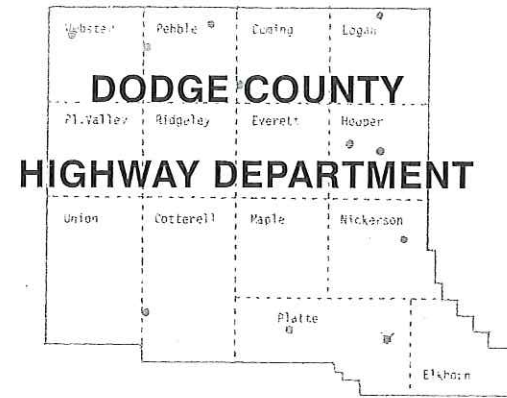 Webster Pebble Cuming Logan
DODGE COUNTY
Pl.Valley Ridgeley Everett Hooper
HIGHWAY DEPARTMENT
Union Cotterell Maple Nickerson
Platte
Elkhorn